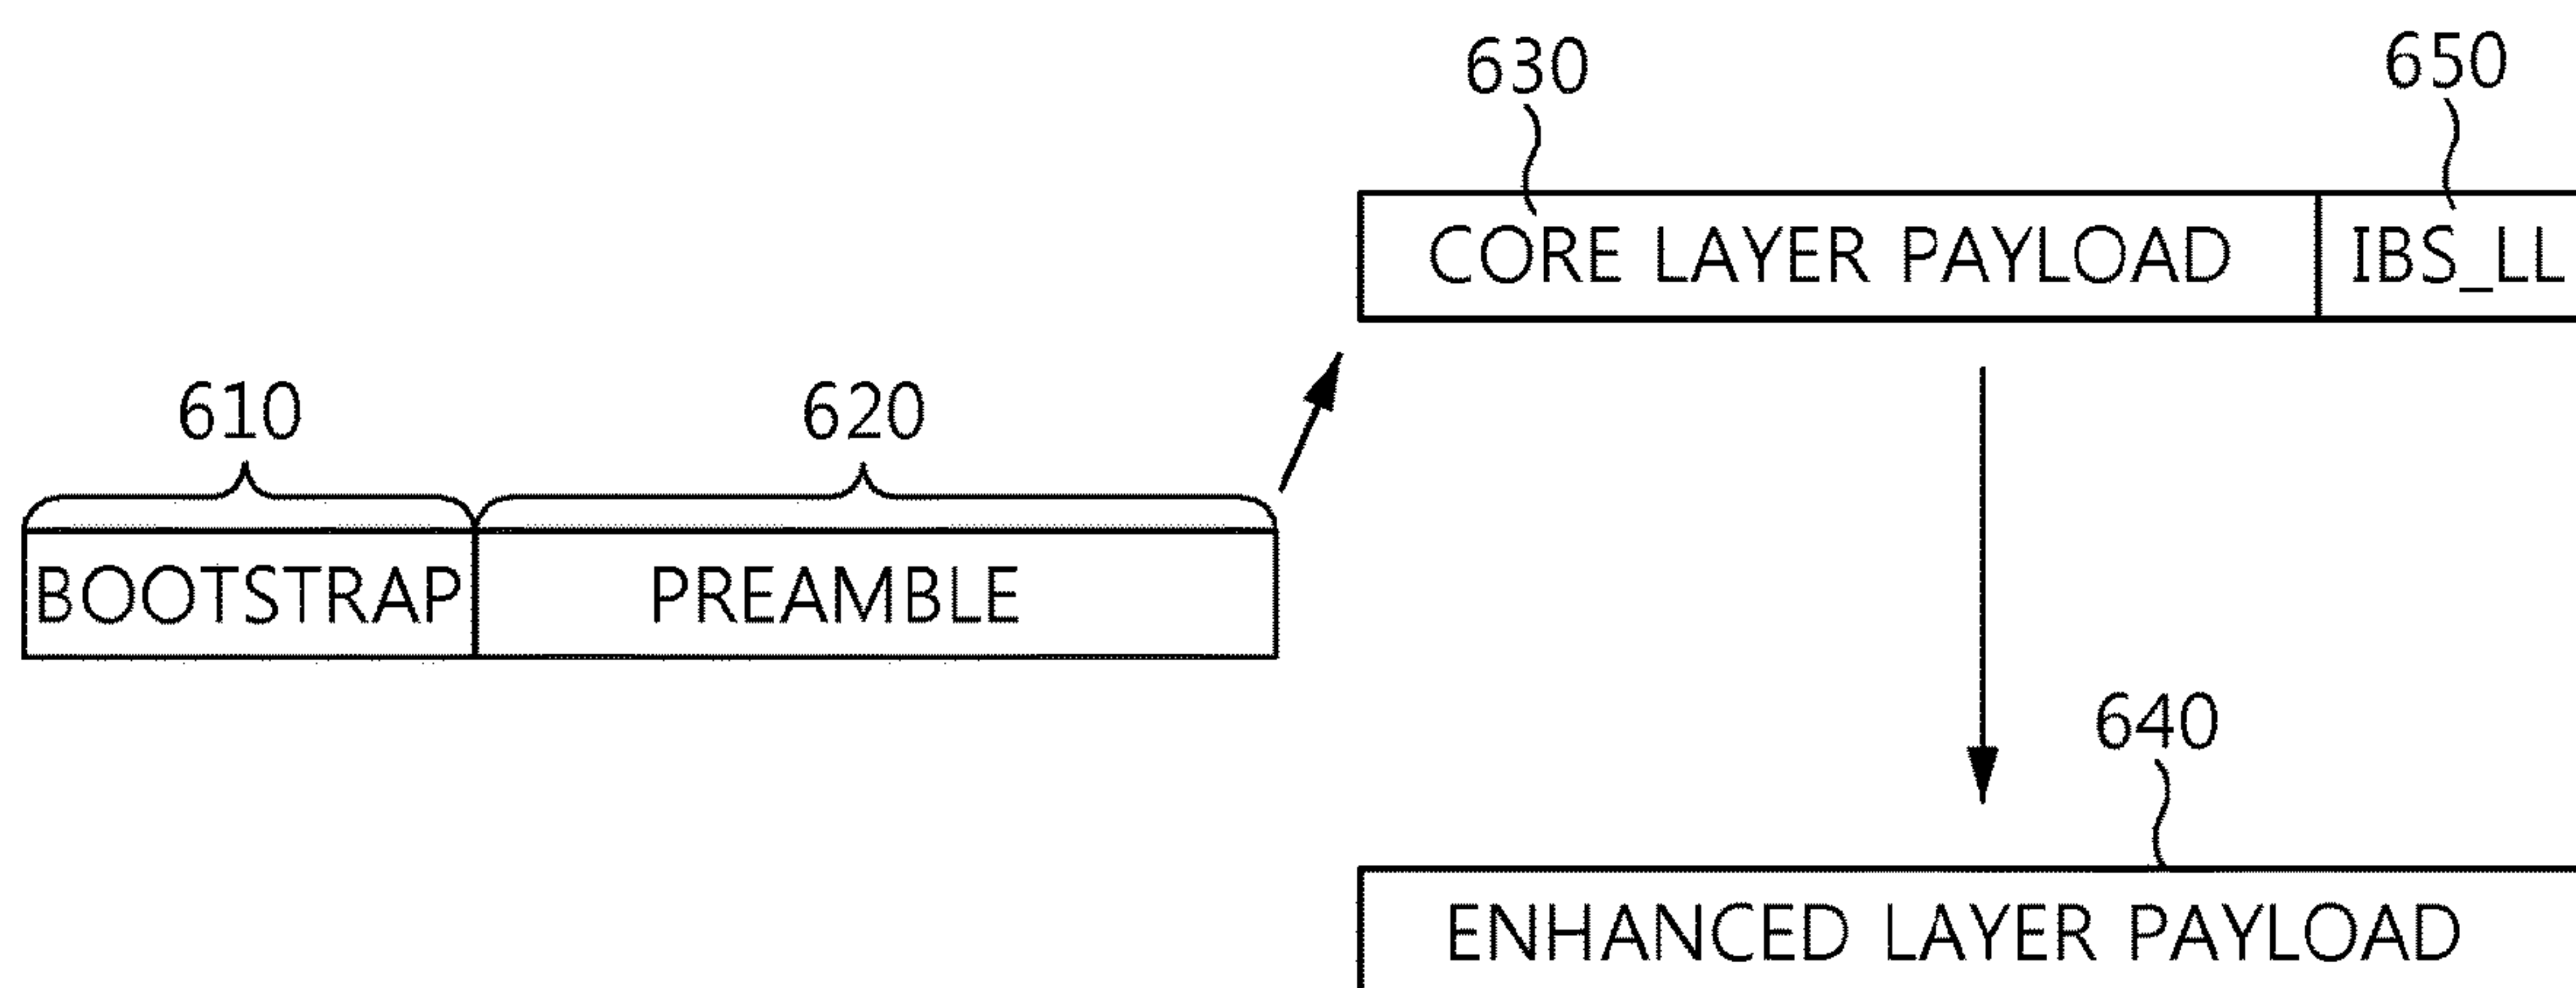 630
650
CORE LAYER PAYLOAD
IBS_LL
610
620
BOOTSTRAP
PREAMBLE
640
ENHANCED LAYER PAYLOAD